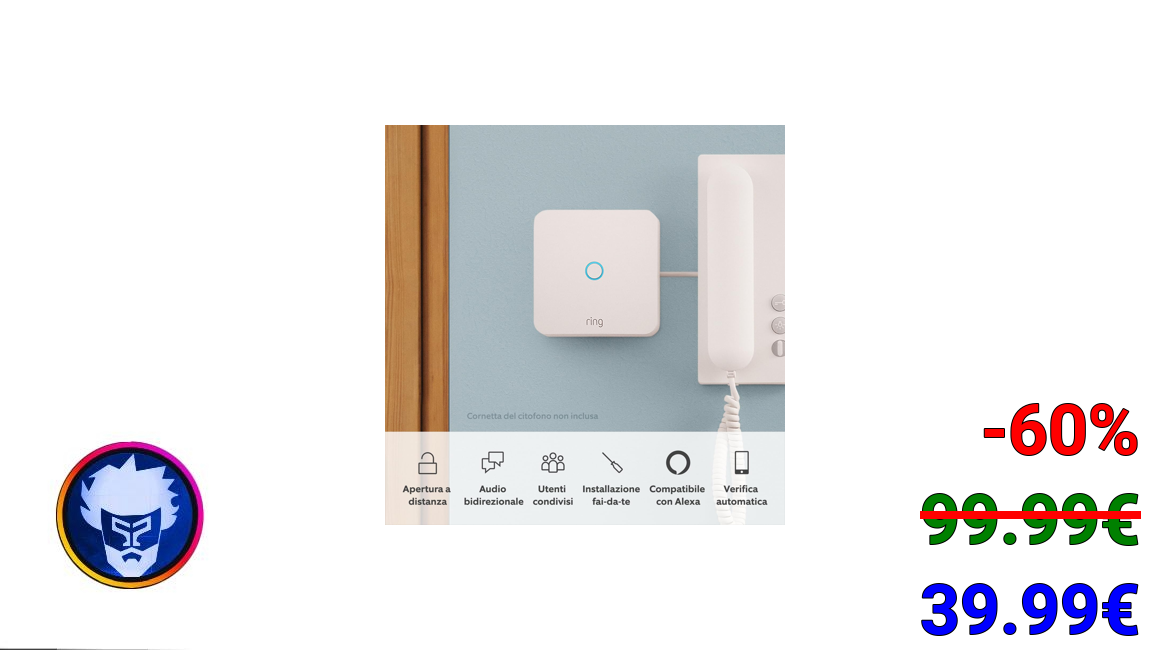 ring
Cornetta del citofono non inclusa
Apertura a
distanza
Audio
bidirezionale
Utenti
condivisi
Installazione
fai-da-te
Compatibile
con Alexa
Verifica
automatica
-60%
99.99€
39.99€